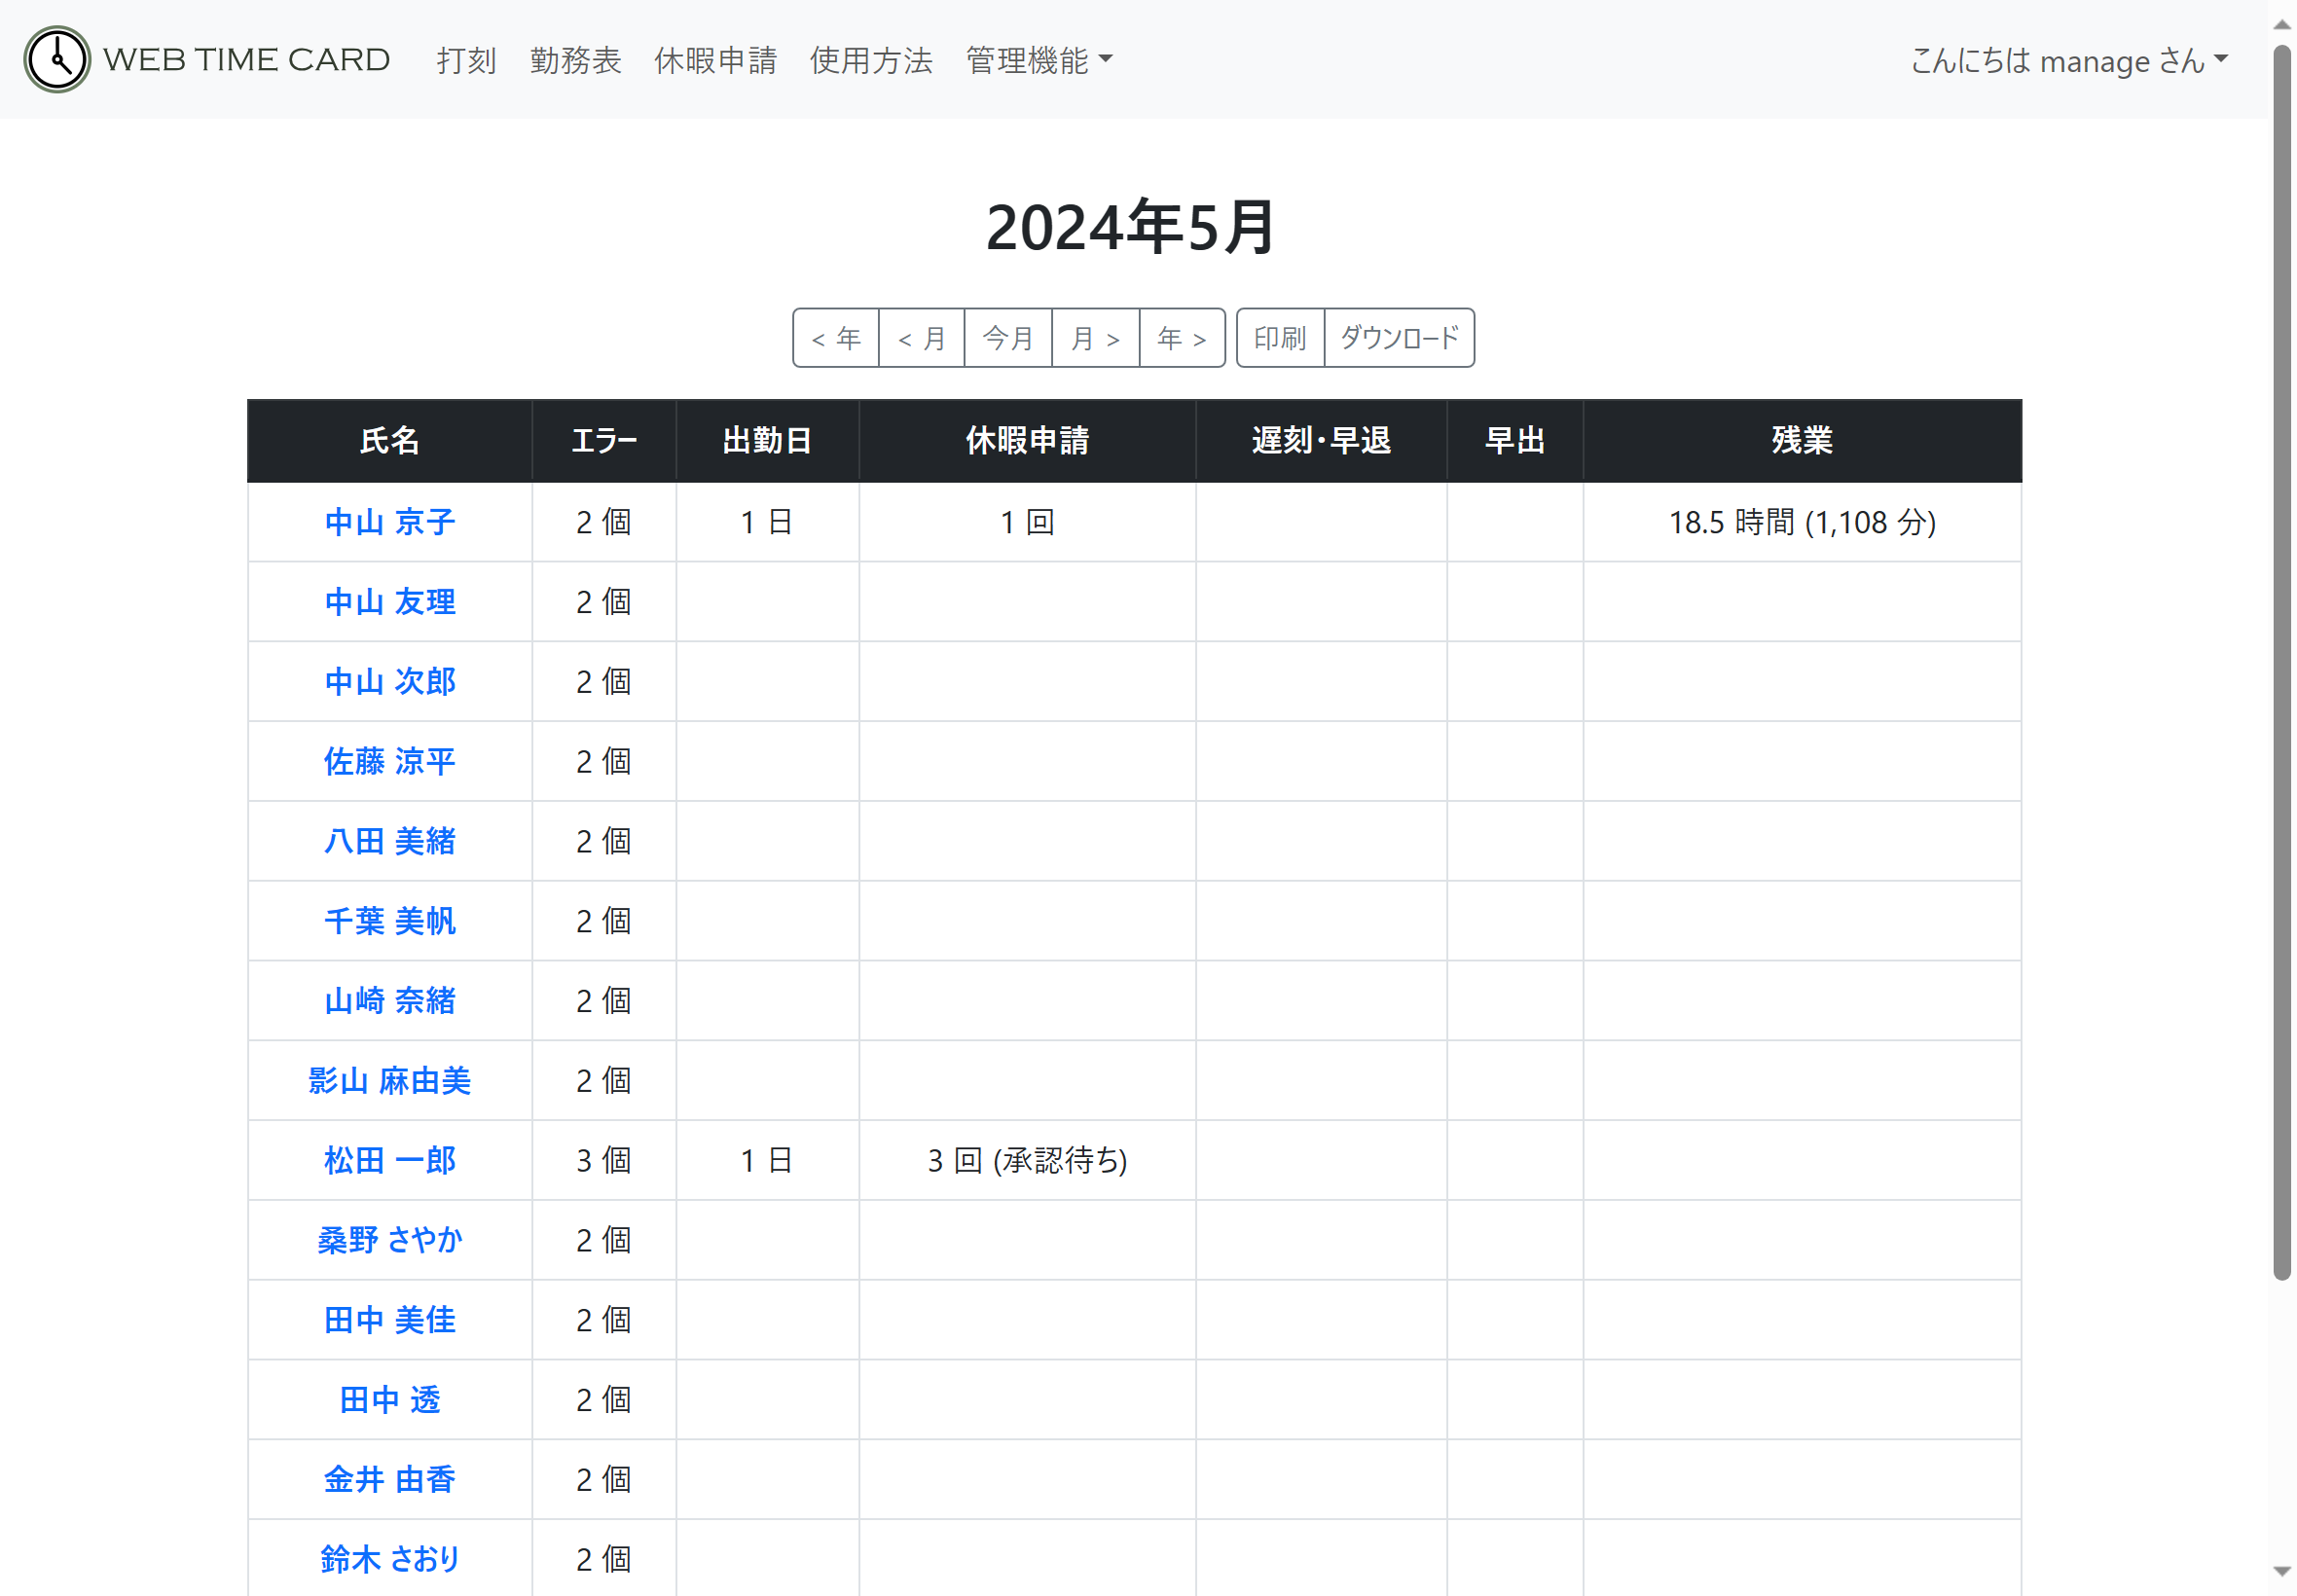 WEB TIME CARD 打刻 勤務表 休暇申請 使用方法 管理機能 こんにちは manage さん
2024年5月
< 年 < 月 今月 月 > 年 > 印刷 ダウンロード
氏名 エラー 出勤日 休暇申請 遅刻・早退 早出 残業
中山 京子 2 個 1 日 1 回 18.5 時間 (1,108 分)
中山 友理 2 個
中山 次郎 2 個
佐藤 涼平 2 個
八田 美緒 2 個
千葉 美帆 2 個
山崎 奈緒 2 個
影山 麻由美 2 個
松田 一郎 3 個 1 日 3 回 (承認待ち)
桑野 さやか 2 個
田中 美佳 2 個
田中 透 2 個
金井 由香 2 個
鈴木 さおり 2 個